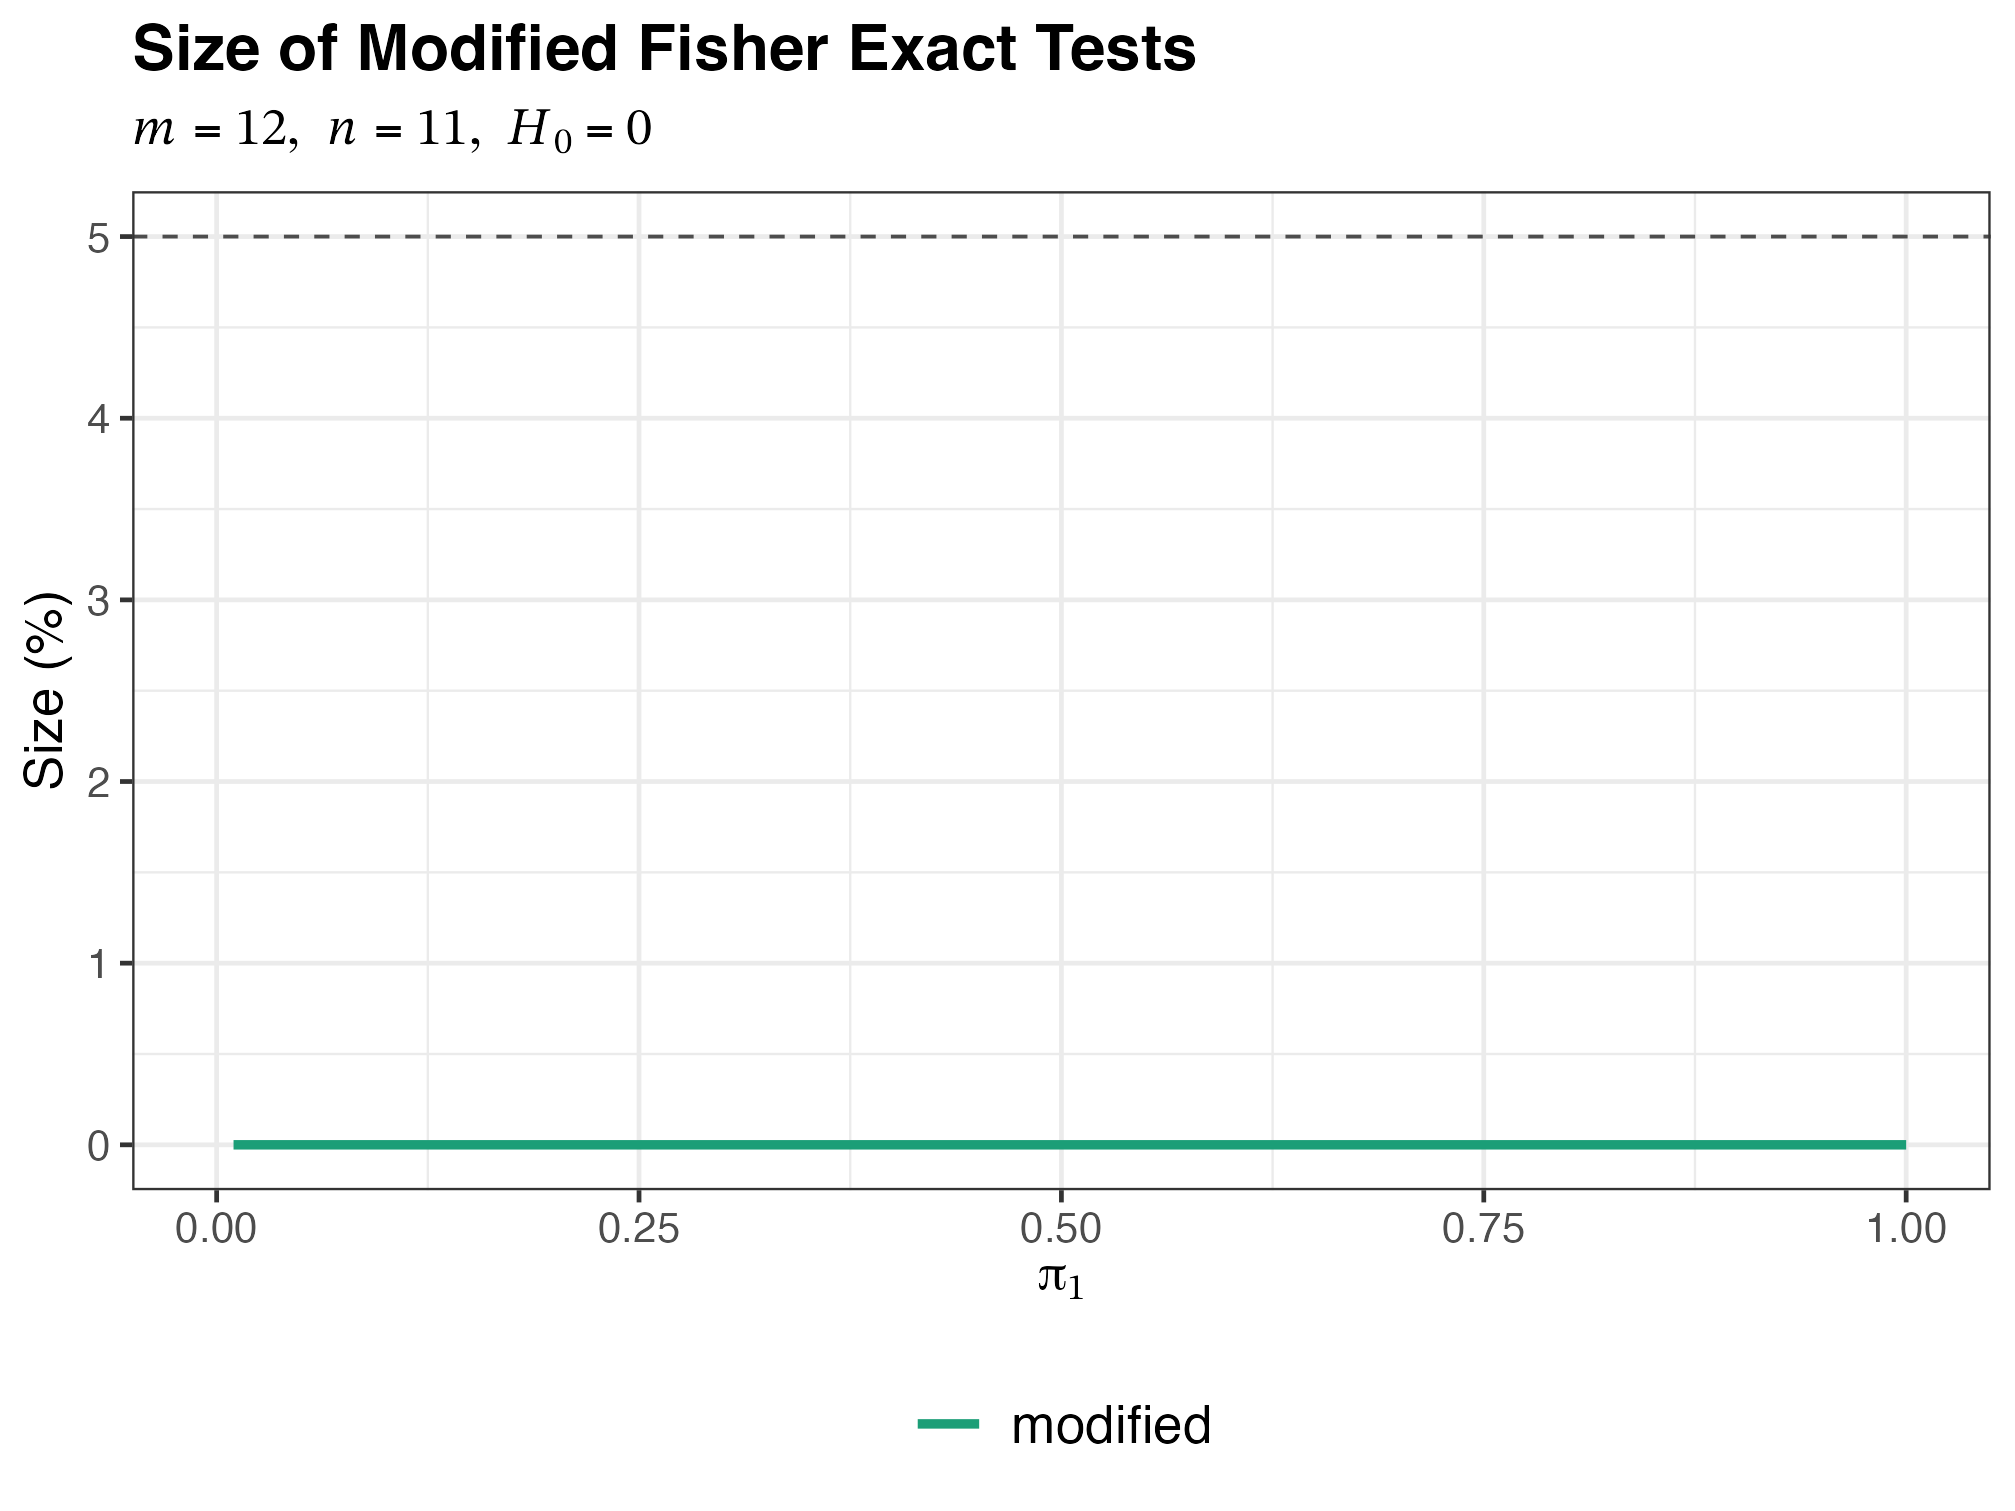 Size of Modified Fisher Exact Tests
m = 12, n = 11, H₀ = 0
Size (%)
5
4
3
2
1
0
0.00 0.25 0.50 0.75 1.00
π₁
modified